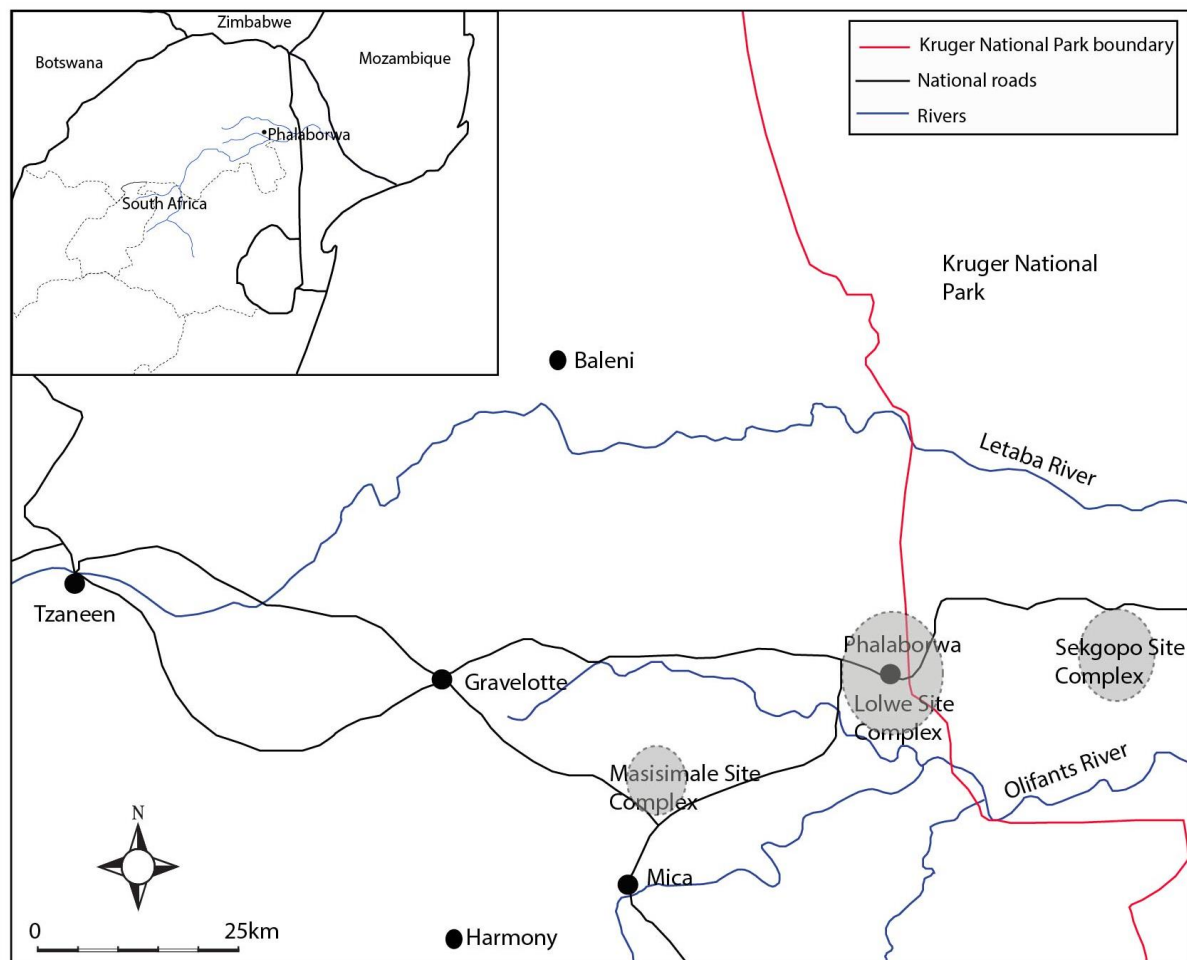 Zimbabwe
Botswana
Mozambique
Phalaborwa
South Africa
Kruger National Park boundary
National roads
Rivers
Kruger National
Park
Baleni
Letaba River
Tzaneen
Gravelotte
Phalaborwa
Lolwe Site
Complex
Sekgopo Site
Complex
Masisimale Site
Complex
Olifants River
Mica
Harmony
N
0 25km